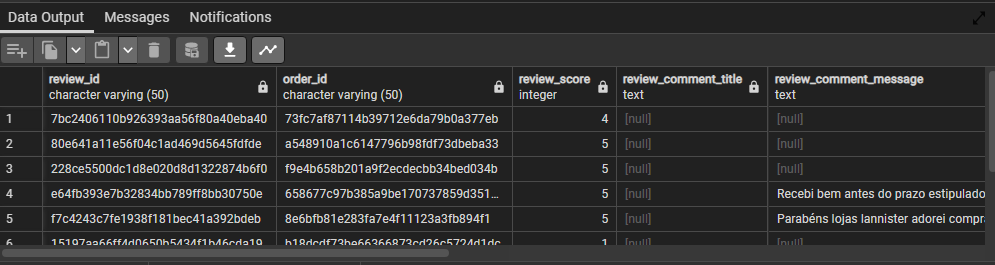 Data Output Messages Notifications
review_id order_id review_score review_comment_title review_comment_message
character varying (50) character varying (50) integer text text
1 7bc2406110b926393aa56f80a40eba40 73fc7af87114b39712e6da79b0a377eb 4 [null] [null]
2 80e641a11e56f04c1ad469d5645fdfde a548910a1c6147796b98fdf73dbeba33 5 [null] [null]
3 228ce5500dc1d8e020d8d1322874b6f0 f9e4b658b201a9f2ecdecbb34bed034b 5 [null] [null]
4 e64fb393e7b32834bb789ff8bb30750e 658677c97b385a9be170737859d351... 5 [null] Recebi bem antes do prazo estipulado
5 f7c4243c7fe1938f181bec41a392bdeb 8e6bfb81e283fa7e4f11123a3fb894f1 5 [null] Parabéns lojas lannister adorei compra
6 15197aa66ff4d0650b5434f1b46cda19 b18dcdf73be66366873cd26c5724d1dc 1 [null] [null]